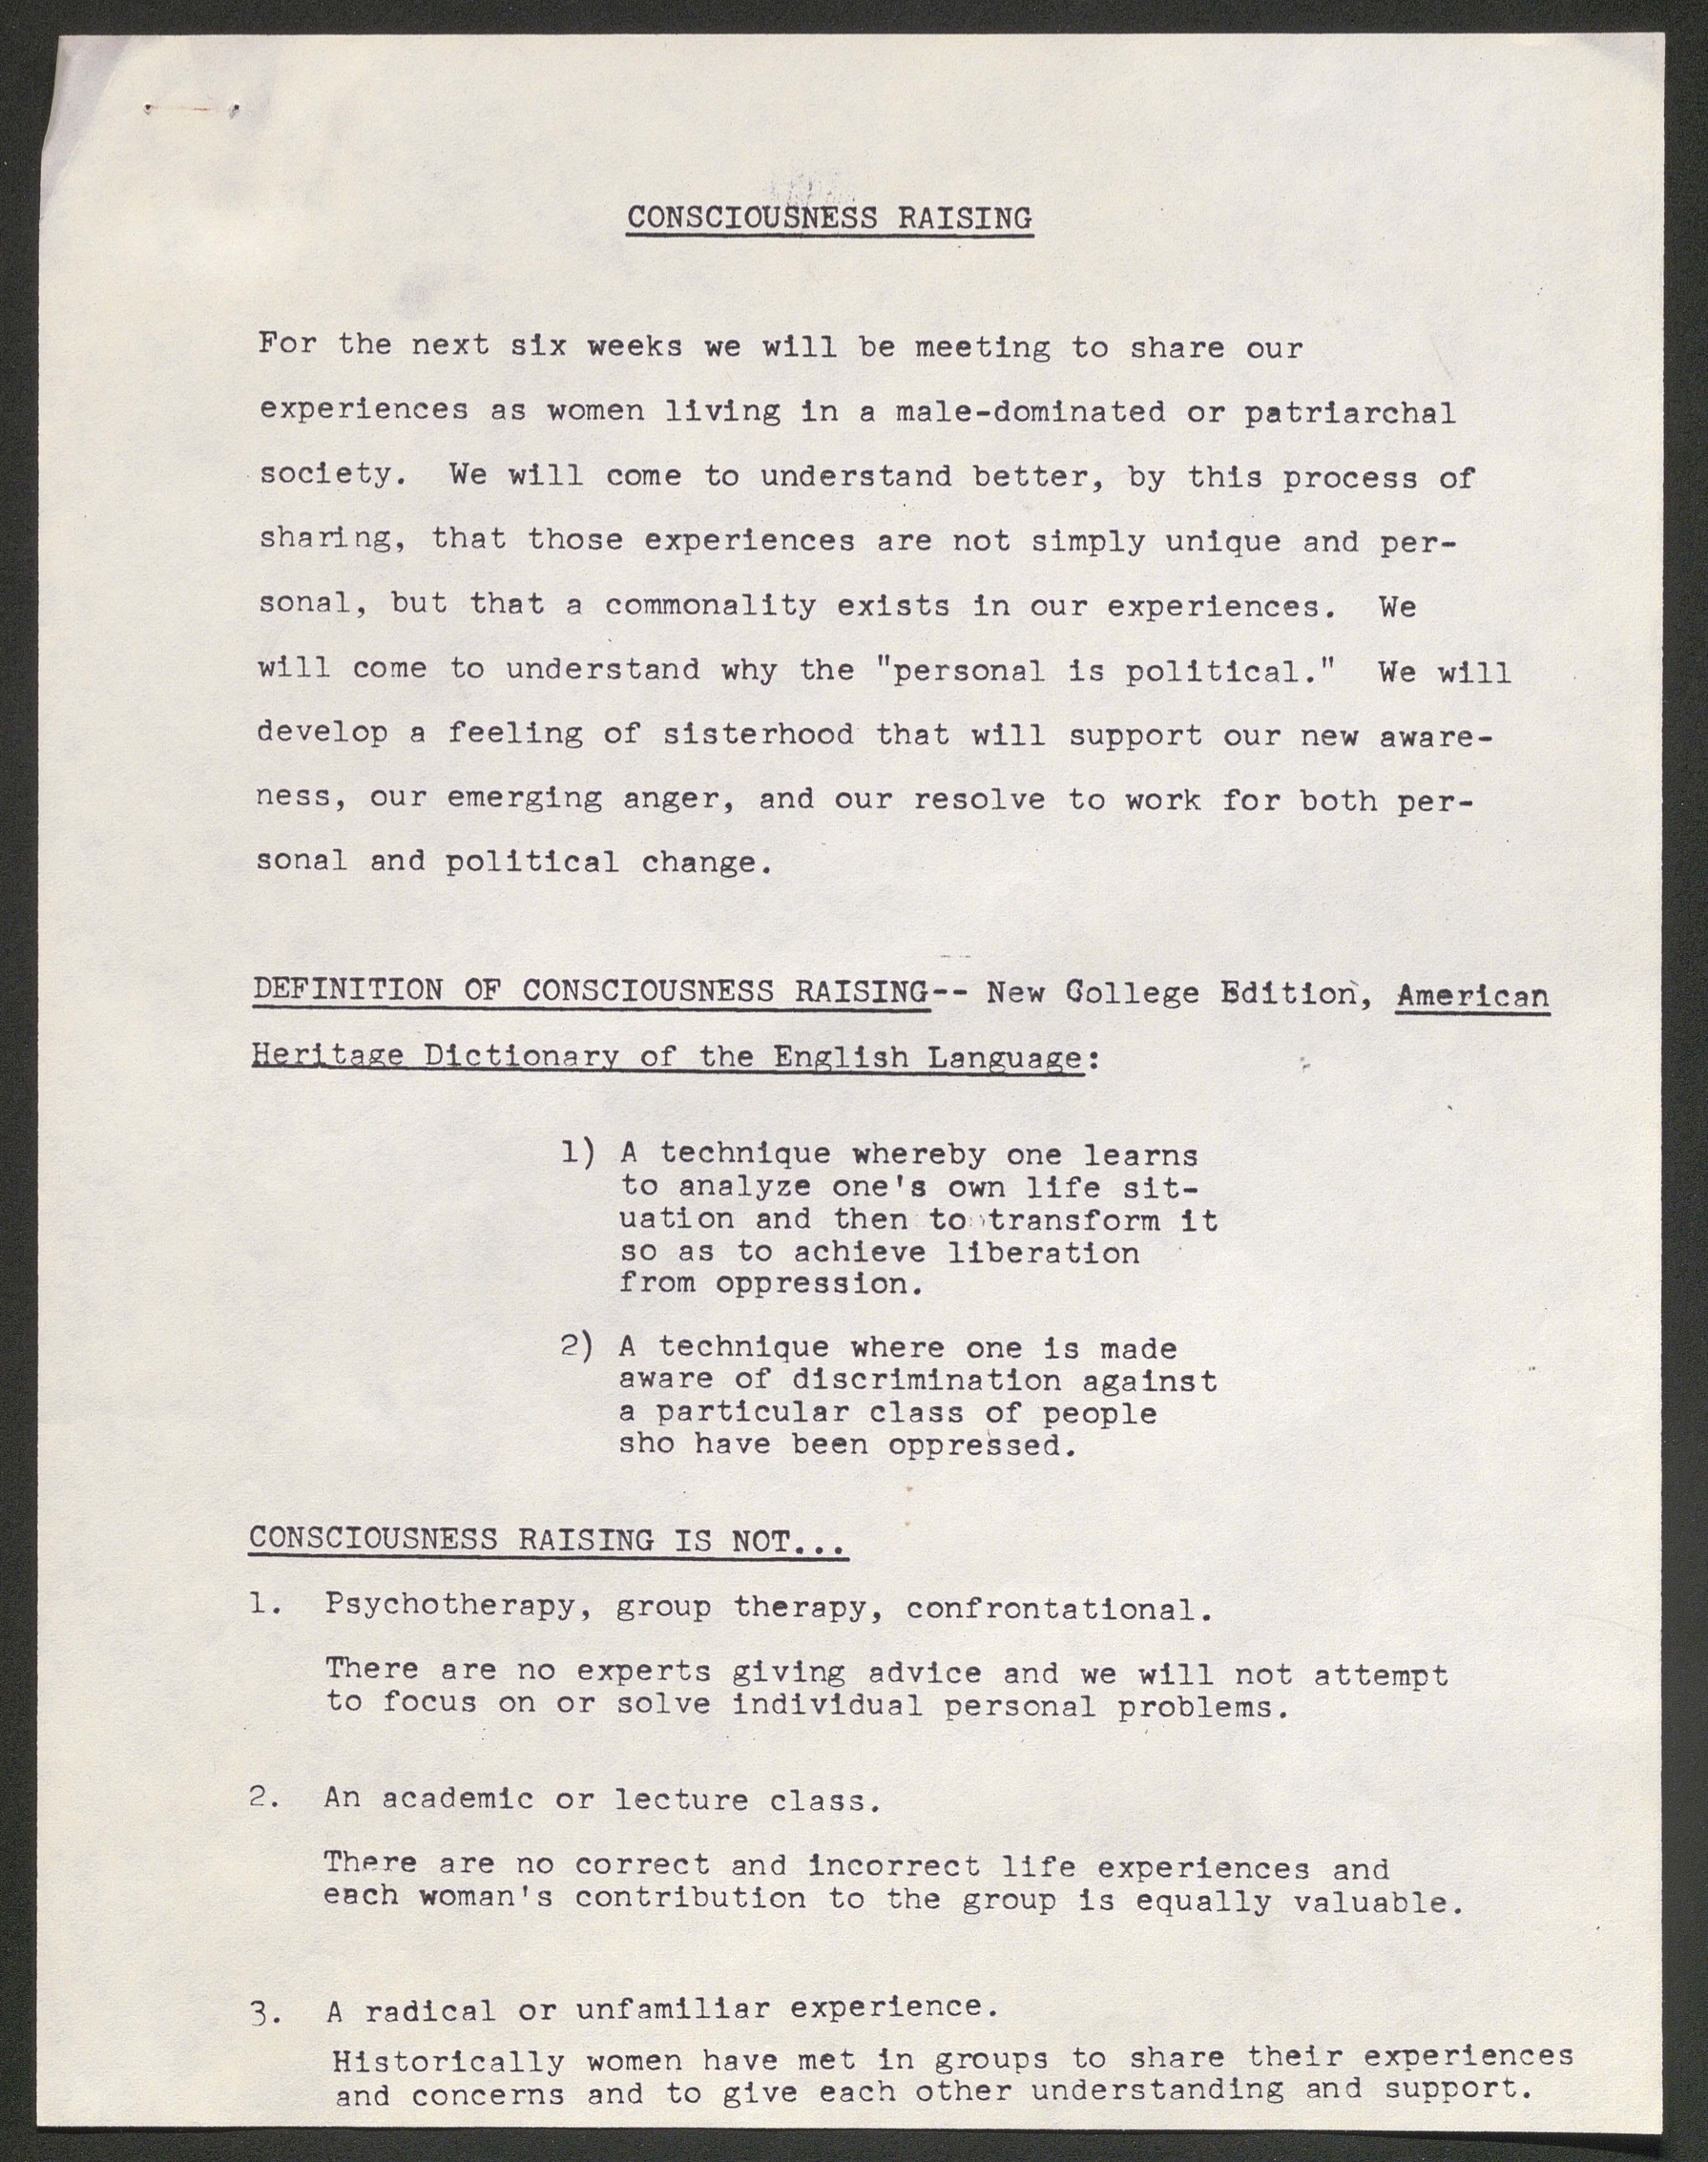 CONSCIOUSNESS RAISING
For the next six weeks we will be meeting to share our
experiences as women living in a male-dominated or patriarchal
society. We will come to understand better, by this process of
sharing, that those experiences are not simply unique and per-
sonal, but that a commonality exists in our experiences. We
will come to understand why the "personal is political." We will
develop a feeling of sisterhood that will support our new aware-
ness, our emerging anger, and our resolve to work for both per-
sonal and political change.
DEFINITION OF CONSCIOUSNESS RAISING-- New College Edition, American
Heritage Dictionary of the English Language:
1) A technique whereby one learns
to analyze one's own life sit-
uation and then to transform it
so as to achieve liberation
from oppression.
2) A technique where one is made
aware of discrimination against
a particular class of people
sho have been oppressed.
CONSCIOUSNESS RAISING IS NOT...
1. Psychotherapy, group therapy, confrontational.
There are no experts giving advice and we will not attempt
to focus on or solve individual personal problems.
2. An academic or lecture class.
There are no correct and incorrect life experiences and
each woman's contribution to the group is equally valuable.
3. A radical or unfamiliar experience.
Historically women have met in groups to share their experiences
and concerns and to give each other understanding and support.